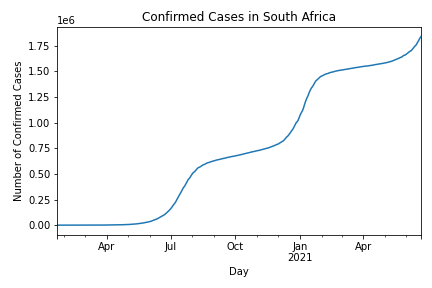 Confirmed Cases in South Africa
1e6
1.75
1.50
1.25
1.00
0.75
0.50
0.25
0.00
Number of Confirmed Cases
Apr Jul Oct Jan Apr
2021
Day